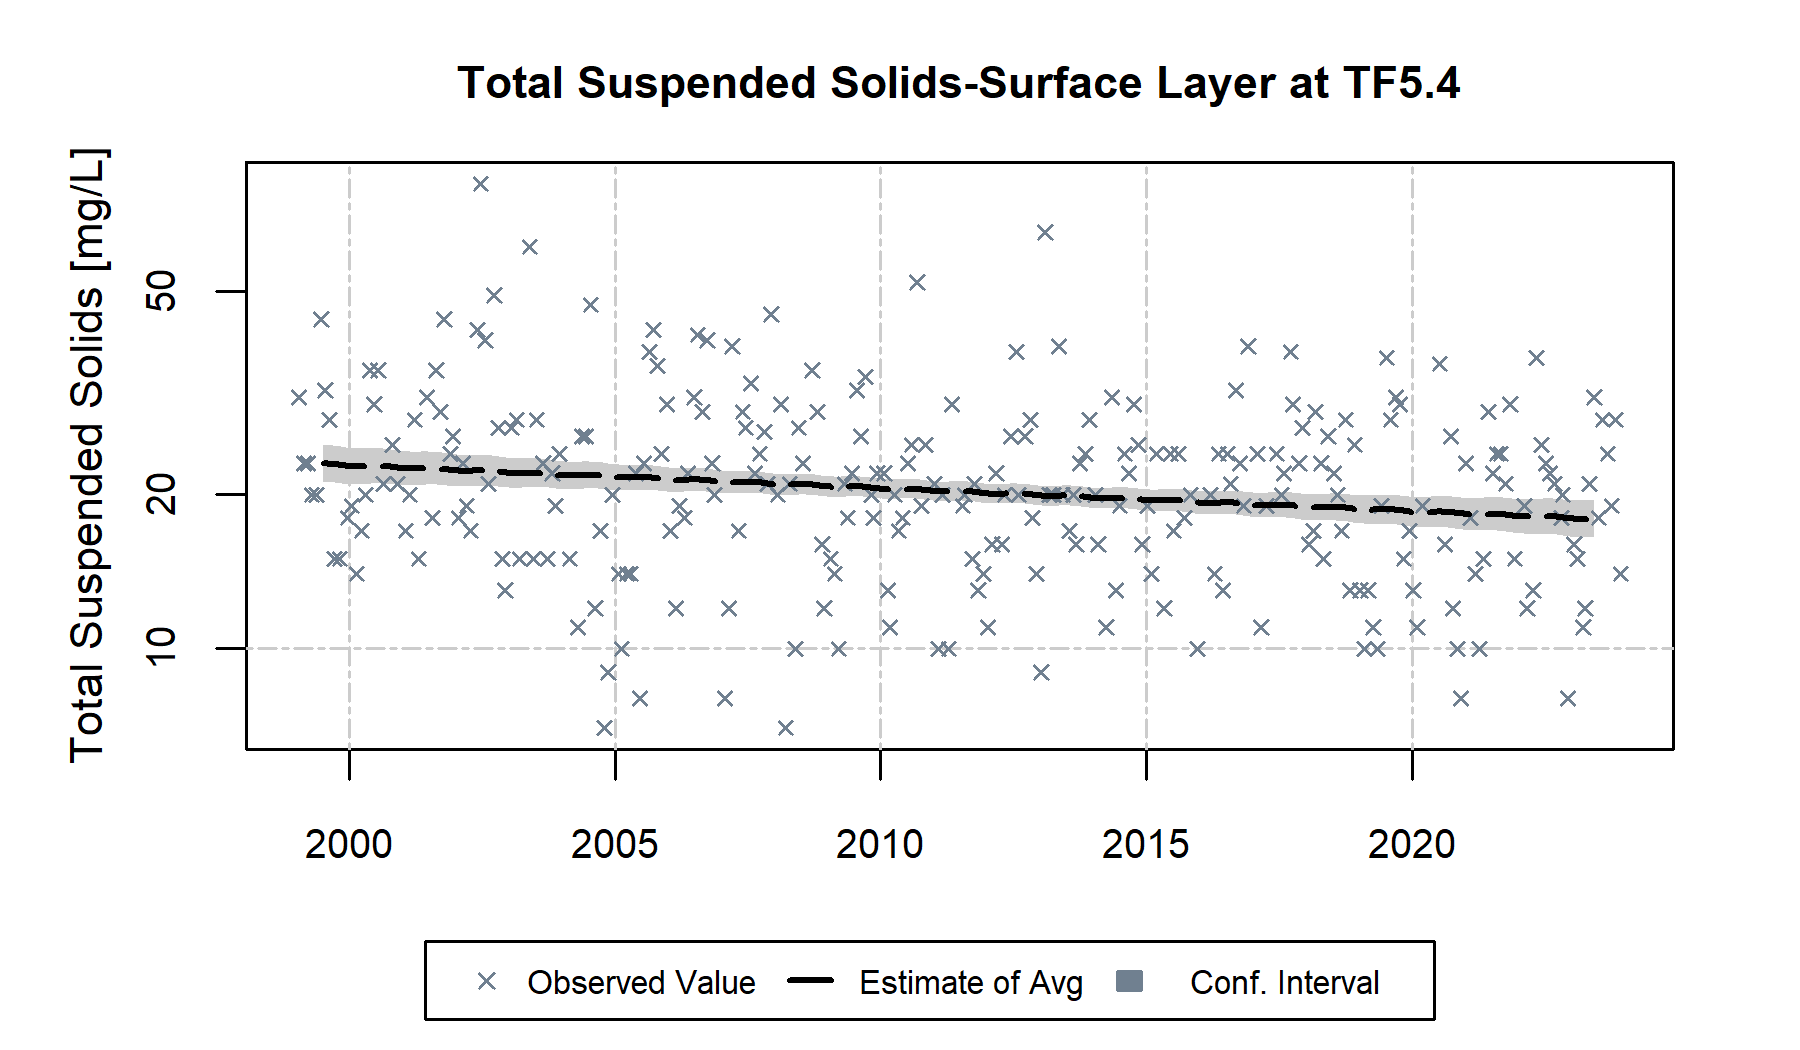 Total Suspended Solids-Surface Layer at TF5.4
Total Suspended Solids [mg/L]
50
20
10
2000 2005 2010 2015 2020
Observed Value Estimate of Avg Conf. Interval